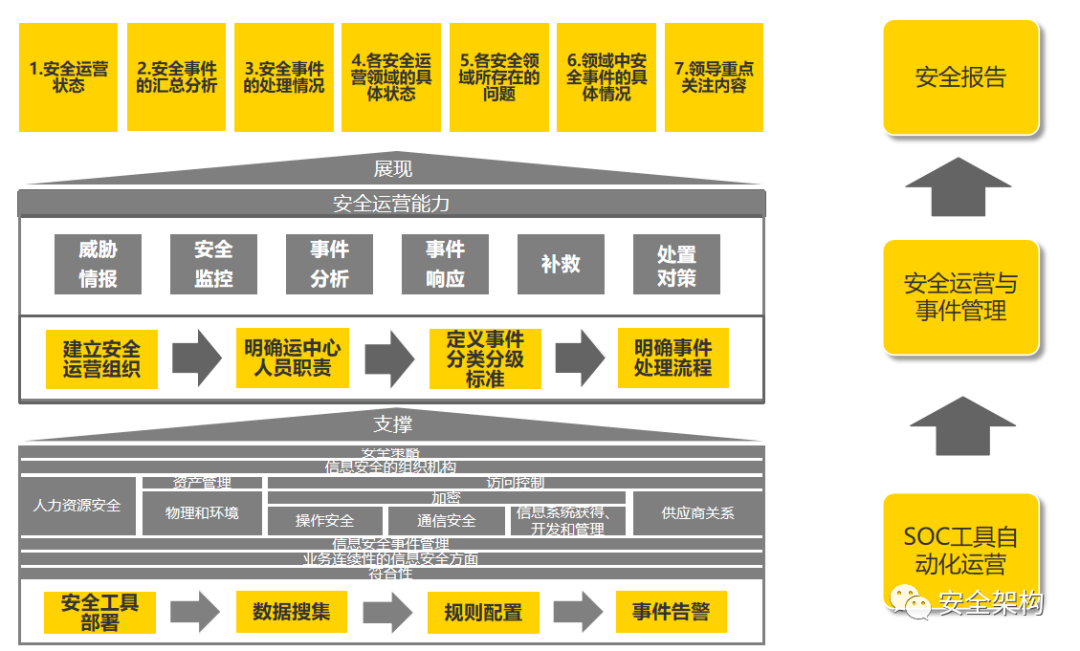 1.安全运营
状态
2.安全事件
的汇总分析
3.安全事件
的处理情况
4.各安全运
营领域的具
体状态
5.各安全领
域所存在的
问题
6.领域中安
全事件的具
体情况
7.领导重点
关注内容
安全报告
展现
安全运营能力
威胁
情报
安全
监控
事件
分析
事件
响应
补救
处置
对策
安全运营与
事件管理
建立安全
运营组织
明确运中心
人员职责
定义事件
分类分级
标准
明确事件
处理流程
支撑
安全策略
信息安全的组织机构
人力资源安全
资产管理
物理和环境
访问控制
加密
操作安全
通信安全
信息系统获得、
开发和管理
供应商关系
信息安全事件管理
业务连续性的信息安全方面
符合性
SOC工具自
动化运营
安全工具
部署
数据搜集
规则配置
事件告警
安全架构